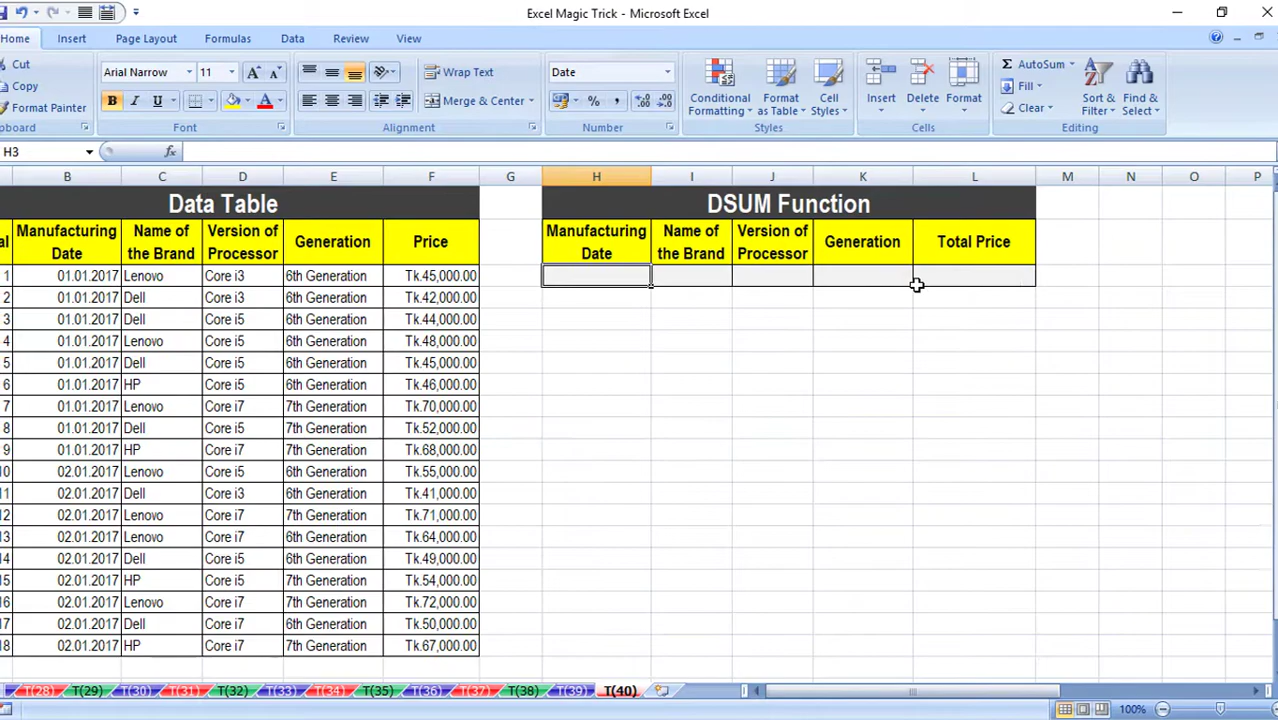 Excel Magic Trick - Microsoft Excel
Home Insert Page Layout Formulas Data Review View
Cut
Copy
Format Painter
Arial Narrow 11
B I U
Wrap Text
Merge & Center
Date
% ,
Conditional Formatting
Format as Table
Cell Styles
Insert
Delete
Format
AutoSum
Fill
Clear
Sort & Filter
Find & Select
pboard Font Alignment Number Styles Cells Editing
H3 fx
B C D E F G H I J K L M N O P
Data Table DSUM Function
al Manufacturing Date Name of the Brand Version of Processor Generation Price
Manufacturing Date Name of the Brand Version of Processor Generation Total Price
1 01.01.2017 Lenovo Core i3 6th Generation Tk.45,000.00
2 01.01.2017 Dell Core i3 6th Generation Tk.42,000.00
3 01.01.2017 Dell Core i5 6th Generation Tk.44,000.00
4 01.01.2017 Lenovo Core i5 6th Generation Tk.48,000.00
5 01.01.2017 Dell Core i5 6th Generation Tk.45,000.00
6 01.01.2017 HP Core i5 6th Generation Tk.46,000.00
7 01.01.2017 Lenovo Core i7 7th Generation Tk.70,000.00
8 01.01.2017 Dell Core i5 7th Generation Tk.52,000.00
9 01.01.2017 HP Core i7 7th Generation Tk.68,000.00
10 02.01.2017 Lenovo Core i5 6th Generation Tk.55,000.00
11 02.01.2017 Dell Core i3 6th Generation Tk.41,000.00
12 02.01.2017 Lenovo Core i7 7th Generation Tk.71,000.00
13 02.01.2017 Lenovo Core i7 6th Generation Tk.64,000.00
14 02.01.2017 Dell Core i5 6th Generation Tk.49,000.00
15 02.01.2017 HP Core i5 7th Generation Tk.54,000.00
16 02.01.2017 Lenovo Core i7 7th Generation Tk.72,000.00
17 02.01.2017 Dell Core i7 6th Generation Tk.50,000.00
18 02.01.2017 HP Core i7 7th Generation Tk.67,000.00
T(28) T(29) T(30) T(31) T(32) T(33) T(34) T(35) T(36) T(37) T(38) T(39) T(40)
100%